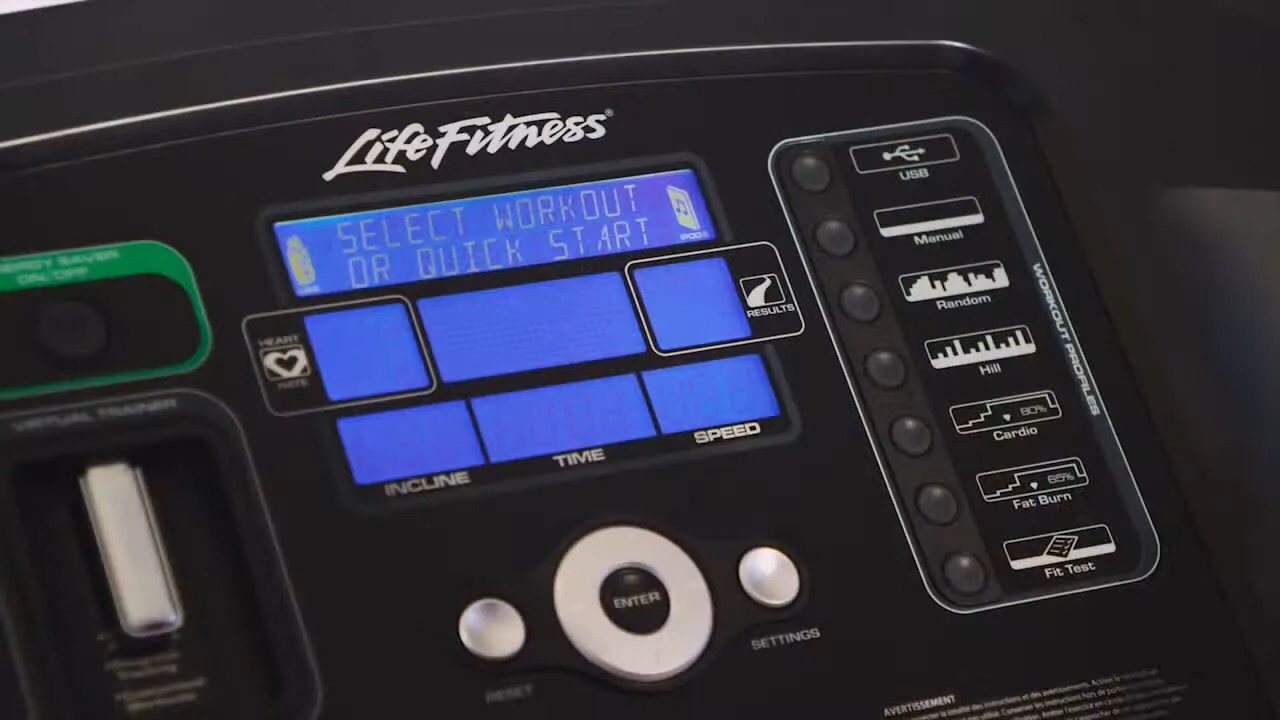 LifeFitness®
SELECT WORKOUT
OR QUICK START
ENERGY SAVER
ON/OFF
HEART
RATE
RESULTS
INCLINE
TIME
SPEED
VIRTUAL TRAINER
ENTER
RESET
SETTINGS
USB
Manual
Random
Hill
80%
Cardio
65%
Fat Burn
Fit Test
WORKOUT PROFILES
AVERTISSEMENT